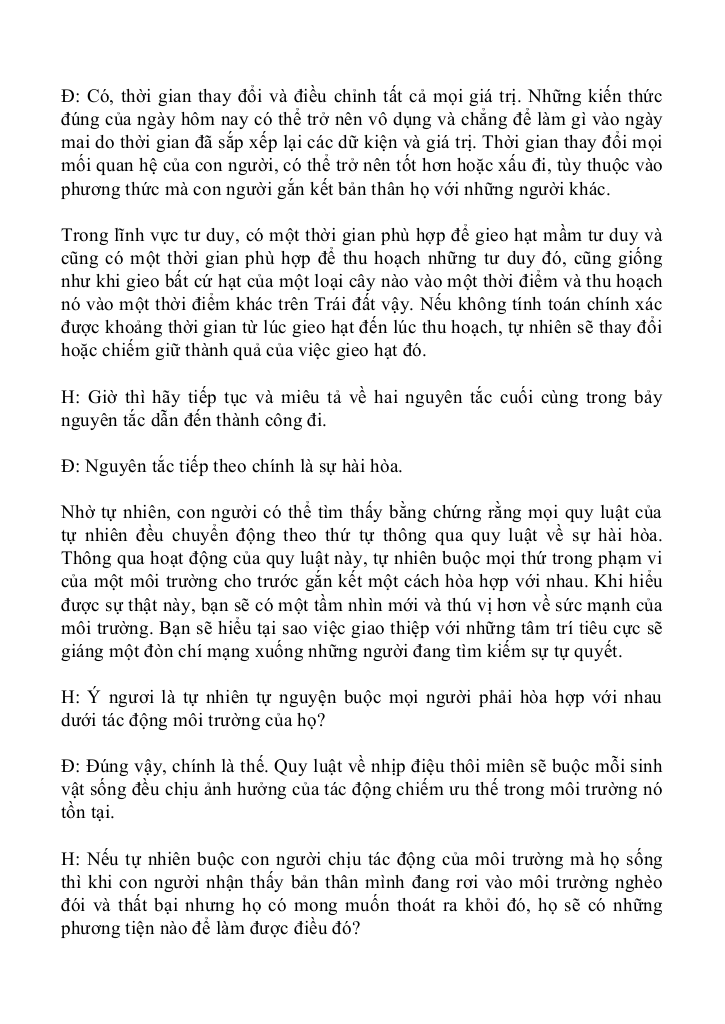 Đ: Có, thời gian thay đổi và điều chỉnh tất cả mọi giá trị. Những kiến thức
đúng của ngày hôm nay có thể trở nên vô dụng và chẳng để làm gì vào ngày
mai do thời gian đã sắp xếp lại các dữ kiện và giá trị. Thời gian thay đổi mọi
mối quan hệ của con người, có thể trở nên tốt hơn hoặc xấu đi, tùy thuộc vào
phương thức mà con người gắn kết bản thân họ với những người khác.
Trong lĩnh vực tư duy, có một thời gian phù hợp để gieo hạt mầm tư duy và
cũng có một thời gian phù hợp để thu hoạch những tư duy đó, cũng giống
như khi gieo bất cứ hạt của một loại cây nào vào một thời điểm và thu hoạch
nó vào một thời điểm khác trên Trái đất vậy. Nếu không tính toán chính xác
được khoảng thời gian từ lúc gieo hạt đến lúc thu hoạch, tự nhiên sẽ thay đổi
hoặc chiếm giữ thành quả của việc gieo hạt đó.
H: Giờ thì hãy tiếp tục và miêu tả về hai nguyên tắc cuối cùng trong bảy
nguyên tắc dẫn đến thành công đi.
Đ: Nguyên tắc tiếp theo chính là sự hài hòa.
Nhờ tự nhiên, con người có thể tìm thấy bằng chứng rằng mọi quy luật của
tự nhiên đều chuyển động theo thứ tự thông qua quy luật về sự hài hòa.
Thông qua hoạt động của quy luật này, tự nhiên buộc mọi thứ trong phạm vi
của một môi trường cho trước gắn kết một cách hòa hợp với nhau. Khi hiểu
được sự thật này, bạn sẽ có một tầm nhìn mới và thú vị hơn về sức mạnh của
môi trường. Bạn sẽ hiểu tại sao việc giao thiệp với những tâm trí tiêu cực sẽ
giáng một đòn chí mạng xuống những người đang tìm kiếm sự tự quyết.
H: Ý ngươi là tự nhiên tự nguyện buộc mọi người phải hòa hợp với nhau
dưới tác động môi trường của họ?
Đ: Đúng vậy, chính là thế. Quy luật về nhịp điệu thôi miên sẽ buộc mỗi sinh
vật sống đều chịu ảnh hưởng của tác động chiếm ưu thế trong môi trường nó
tồn tại.
H: Nếu tự nhiên buộc con người chịu tác động của môi trường mà họ sống
thì khi con người nhận thấy bản thân mình đang rơi vào môi trường nghèo
đói và thất bại nhưng họ có mong muốn thoát ra khỏi đó, họ sẽ có những
phương tiện nào để làm được điều đó?